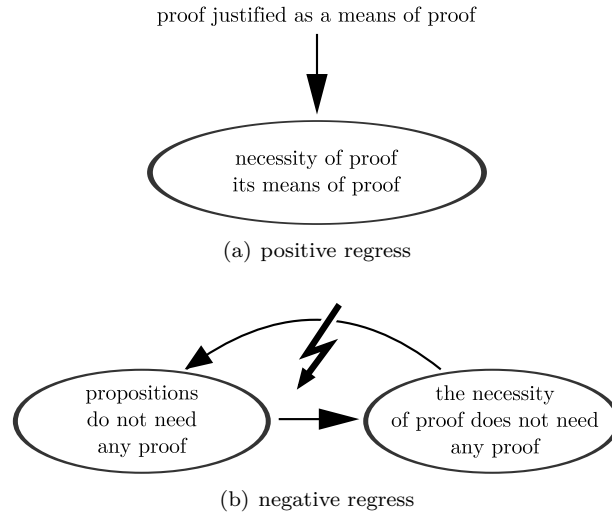 proof justified as a means of proof
necessity of proof
its means of proof
(a) positive regress
propositions
do not need
any proof
the necessity
of proof does not need
any proof
(b) negative regress